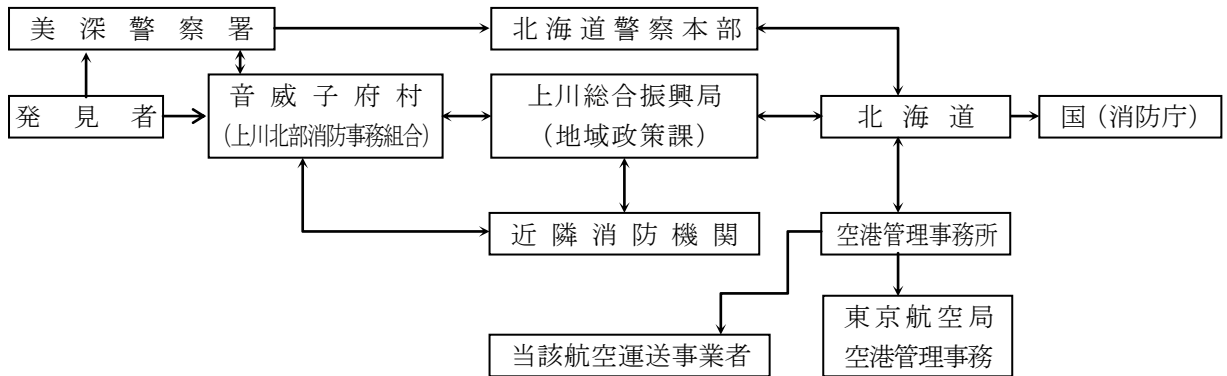 美深警察署
北海道警察本部
発見者
音威子府村
(上川北部消防事務組合)
上川総合振興局
(地域政策課)
北海道
国(消防庁)
近隣消防機関
空港管理事務所
当該航空運送事業者
東京航空局
空港管理事務